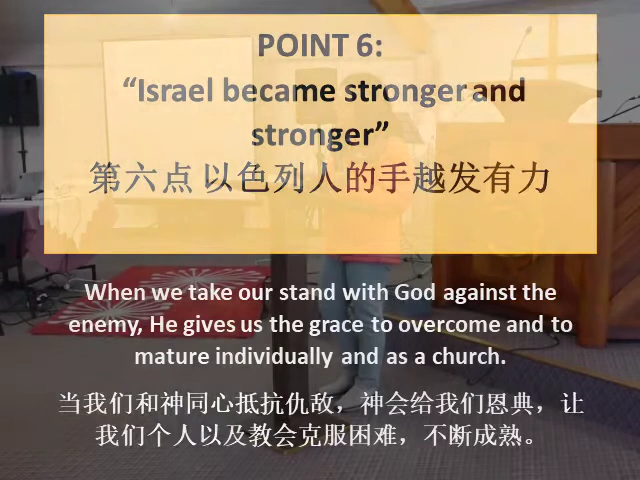 POINT 6:
“Israel became stronger and
stronger”
第六点 以色列人的手越发有力
When we take our stand with God against the
enemy, He gives us the grace to overcome and to
mature individually and as a church.
当我们和神同心抵抗仇敌，神会给我们恩典，让
我们个人以及教会克服困难，不断成熟。